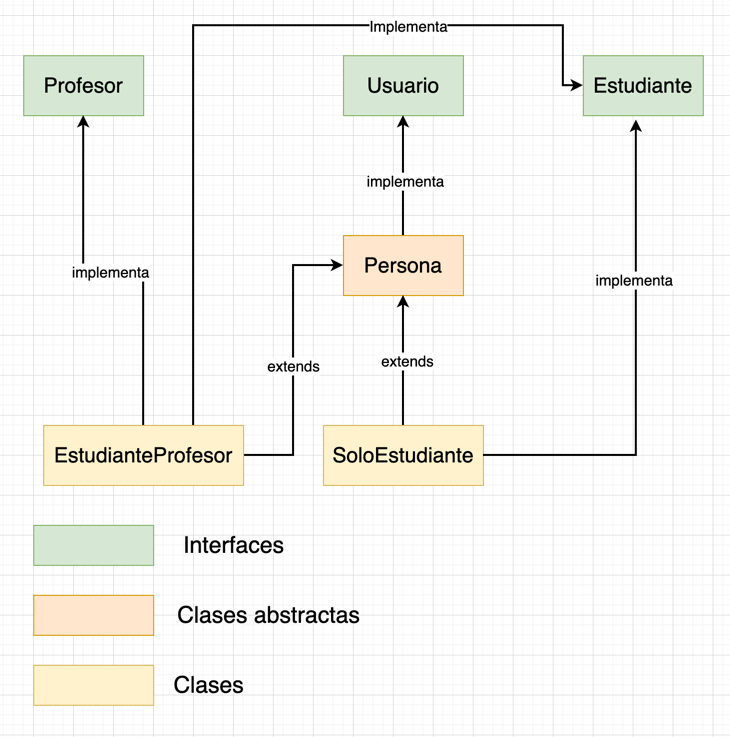 Implementa
Profesor
Usuario
Estudiante
implementa
Persona
implementa
implementa
extends
extends
EstudianteProfesor
SoloEstudiante
Interfaces
Clases abstractas
Clases